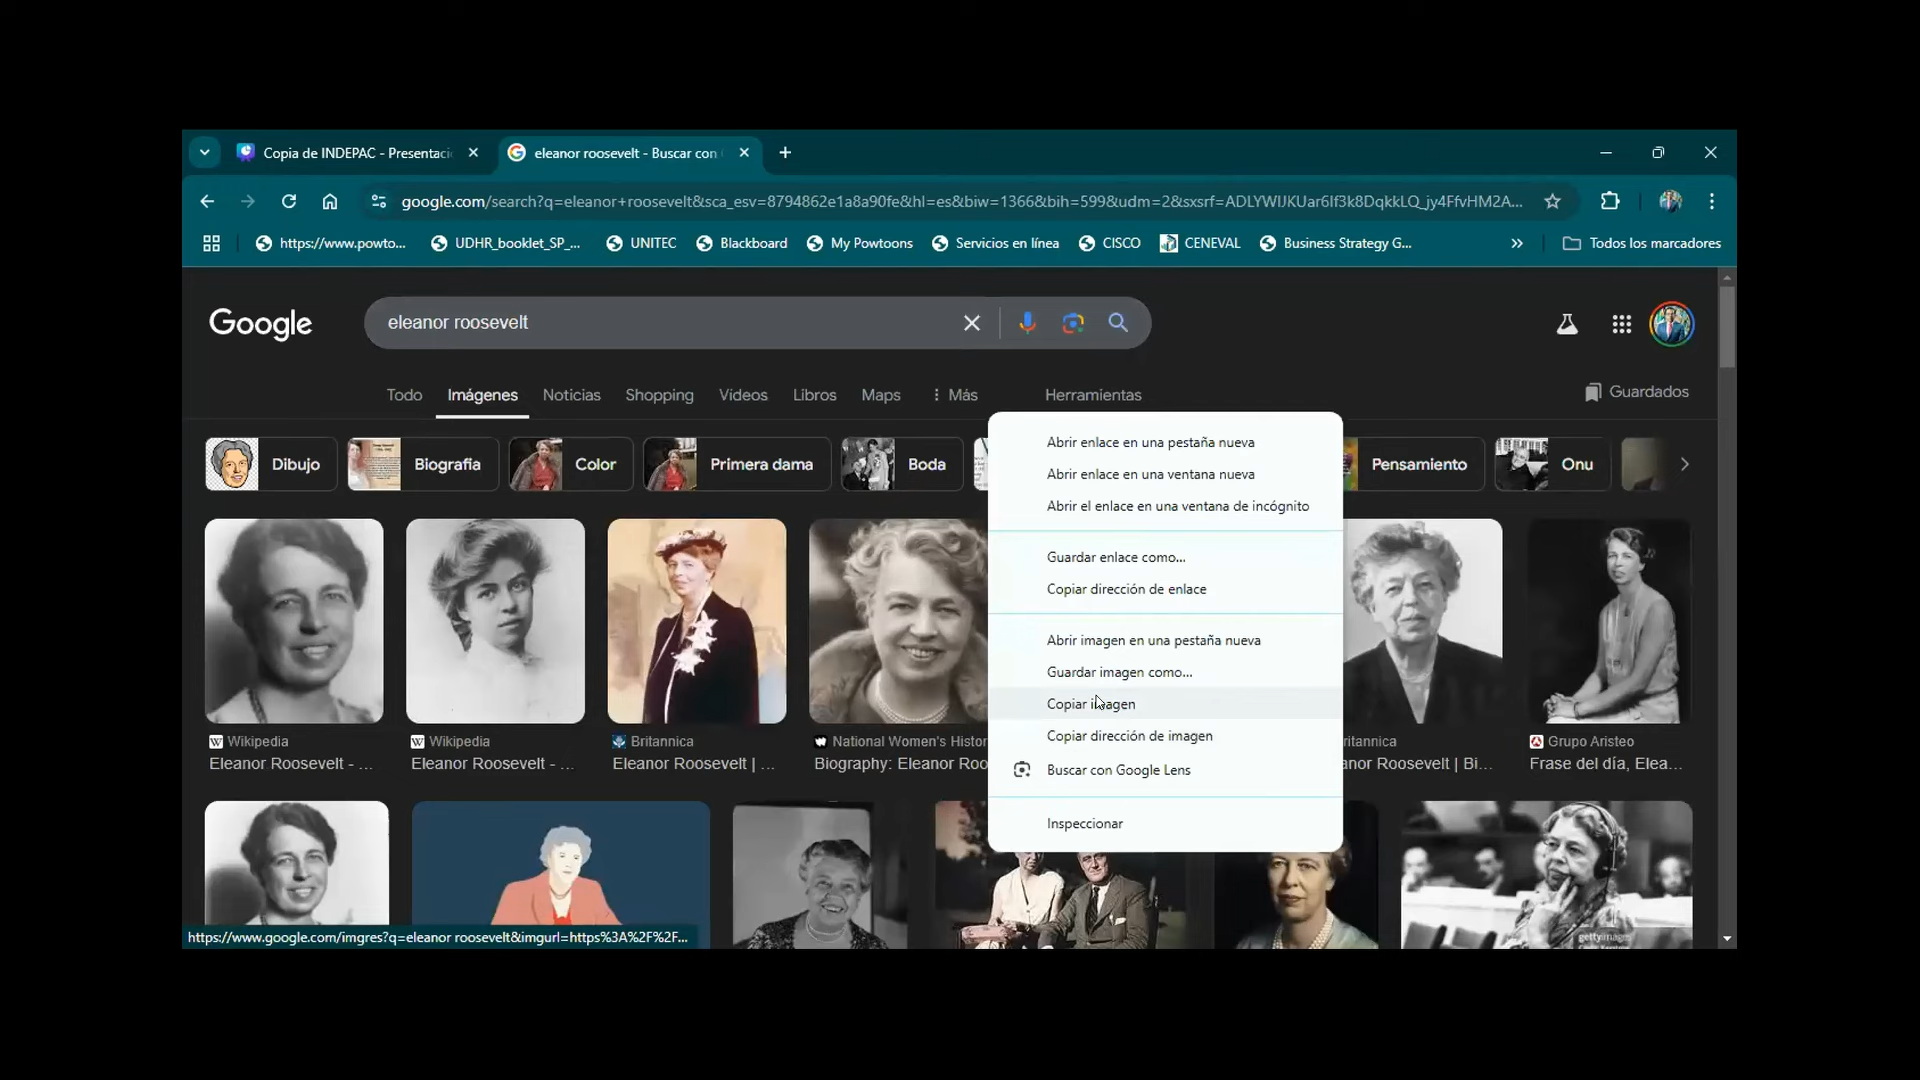 Copia de INDEPAC - Presentaci
eleanor roosevelt - Buscar con
google.com/search?q=eleanor+roosevelt&sca_esv=8794862e1a8a90fe&hl=es&biw=1366&bih=599&udm=2&sxsrf=ADLYWIJKUar6If3k8DqkkLQ_jy4FfvHM2A...
https://www.powto...
UDHR_booklet_SP_...
UNITEC
Blackboard
My Powtoons
Servicios en línea
CISCO
CENEVAL
Business Strategy G...
»
Todos los marcadores
Google
eleanor roosevelt
Todo
Imágenes
Noticias
Shopping
Videos
Libros
Maps
Más
Herramientas
Guardados
Dibujo
Biografia
Color
Primera dama
Boda
Pensamiento
Onu
Abrir enlace en una pestaña nueva
Abrir enlace en una ventana nueva
Abrir el enlace en una ventana de incógnito
Guardar enlace como...
Copiar dirección de enlace
Abrir imagen en una pestaña nueva
Guardar imagen como...
Copiar imagen
Copiar dirección de imagen
Buscar con Google Lens
Inspeccionar
Wikipedia
Eleanor Roosevelt - ...
Wikipedia
Eleanor Roosevelt - ...
Britannica
Eleanor Roosevelt | ...
National Women's Histor
Biography: Eleanor Roo
ritannica
anor Roosevelt | Bi...
Grupo Aristeo
Frase del día, Elea...
gettyimages
https://www.google.com/imgres?q=eleanor roosevelt&imgurl=https%3A%2F%2F...